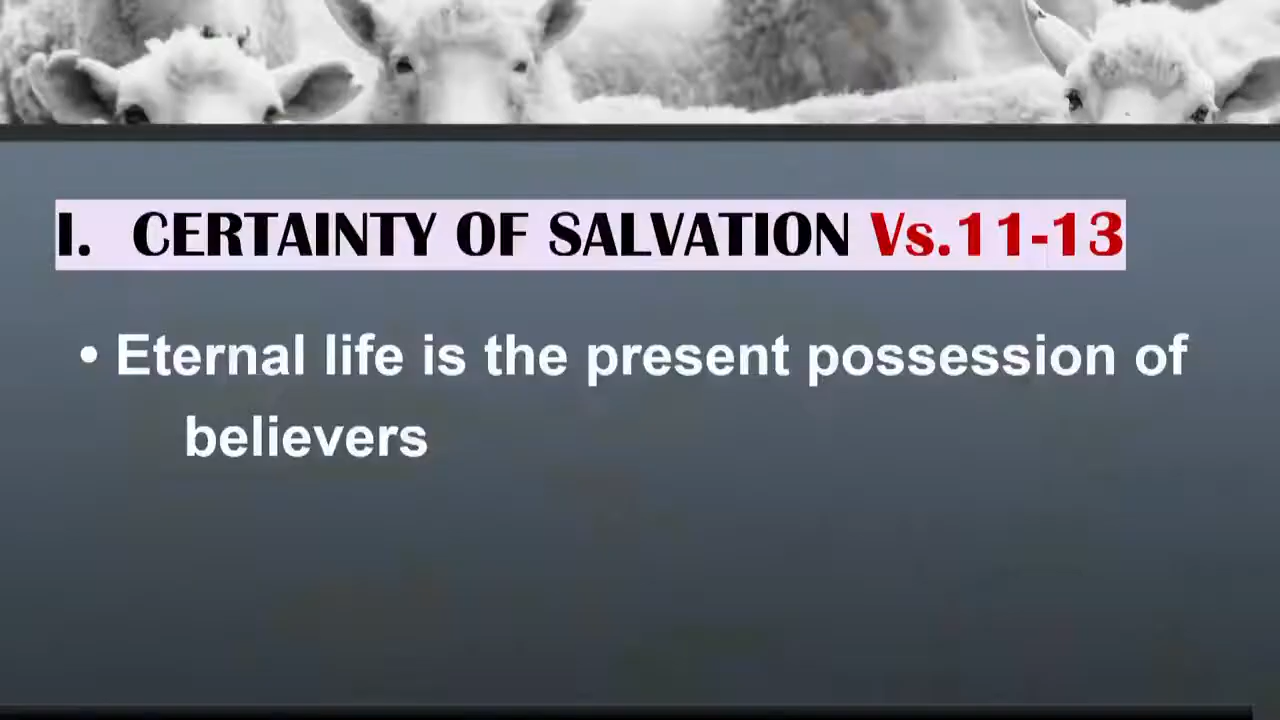 I. CERTAINTY OF SALVATION Vs.11-13
• Eternal life is the present possession of
believers